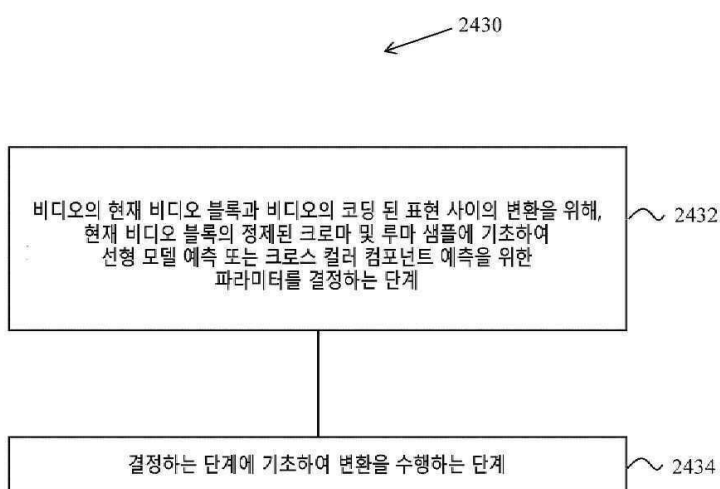 2430
비디오의 현재 비디오 블록과 비디오의 코딩 된 표현 사이의 변환을 위해,
현재 비디오 블록의 정제된 크로마 및 루마 샘플에 기초하여
선형 모델 예측 또는 크로스 컬러 컴포넌트 예측을 위한
파라미터를 결정하는 단계
2432
결정하는 단계에 기초하여 변환을 수행하는 단계
2434